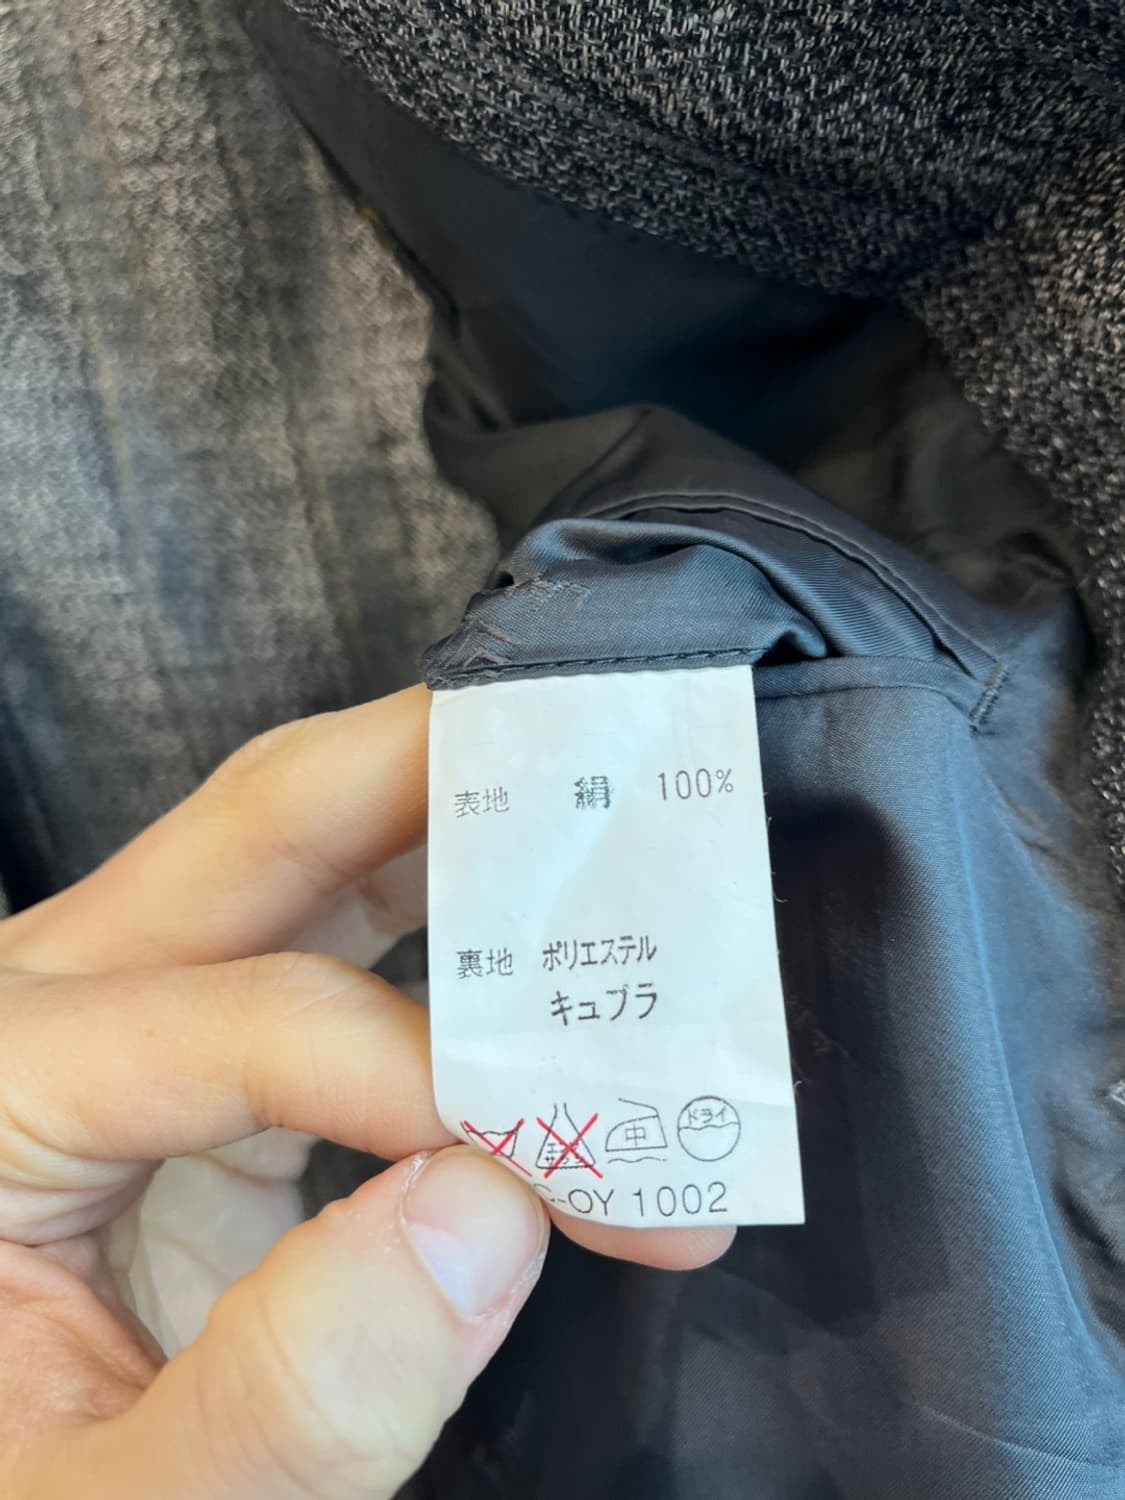 表地 絹 100%
裏地 ポリエステル
キュプラ
中 ドライ
C-OY 1002